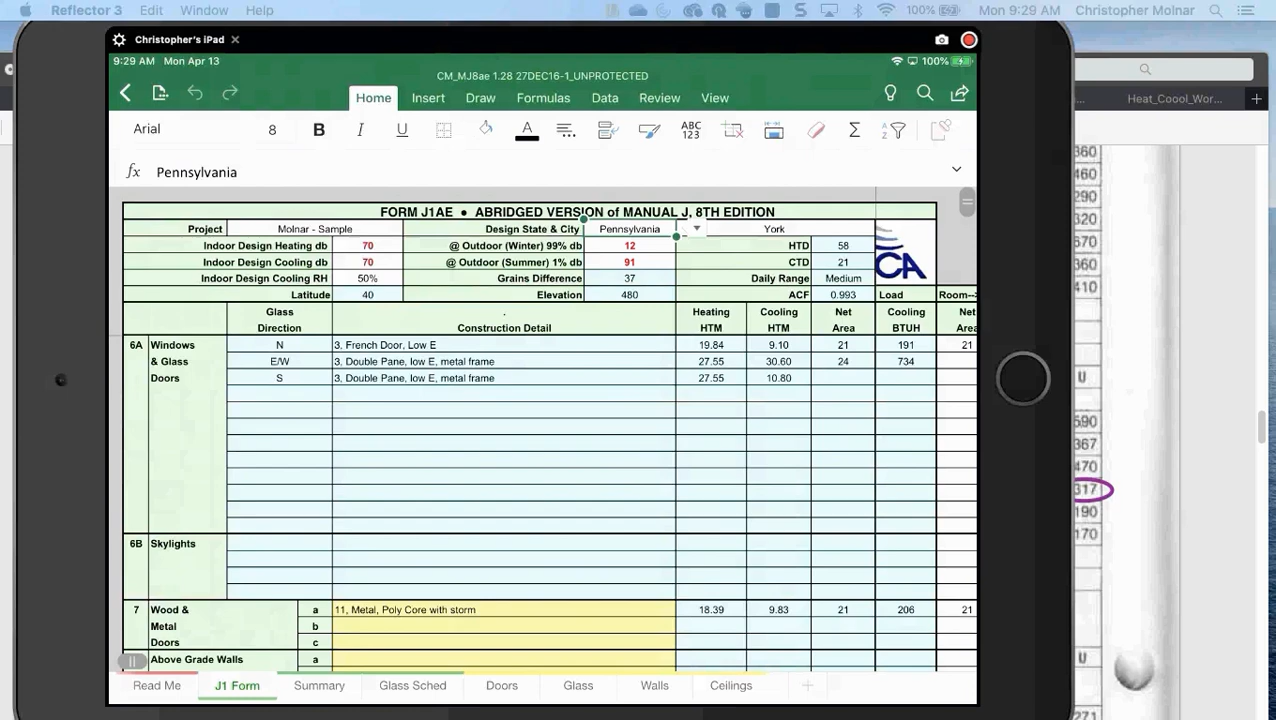 Reflector 3 Edit Window Help 100% Mon 9:29 AM Christopher Molnar
Christopher's iPad
9:29 AM Mon Apr 13 100%
CM_MJ8ae 1.28 27DEC16-1_UNPROTECTED
Home Insert Draw Formulas Data Review View
Heat_Coool_Wor...
Arial 8 B I U A ABC 123
fx Pennsylvania
FORM J1AE • ABRIDGED VERSION of MANUAL J, 8TH EDITION
Project Molnar - Sample Design State & City Pennsylvania York
Indoor Design Heating db 70 @ Outdoor (Winter) 99% db 12 HTD 58
Indoor Design Cooling db 70 @ Outdoor (Summer) 1% db 91 CTD 21
Indoor Design Cooling RH 50% Grains Difference 37 Daily Range Medium
Latitude 40 Elevation 480 ACF 0.993 Load Room-->
CA
Glass Heating Cooling Net Cooling Net
Direction Construction Detail HTM HTM Area BTUH Area
6A Windows N 3, French Door, Low E 19.84 9.10 21 191 21
& Glass E/W 3, Double Pane, low E, metal frame 27.55 30.60 24 734
Doors S 3, Double Pane, low E, metal frame 27.55 10.80
6B Skylights
7 Wood & a 11, Metal, Poly Core with storm 18.39 9.83 21 206 21
Metal b
Doors c
Above Grade Walls a
Read Me J1 Form Summary Glass Sched Doors Glass Walls Ceilings
360
460
290
360
410
U
590
367
470
317
190
170
U
271